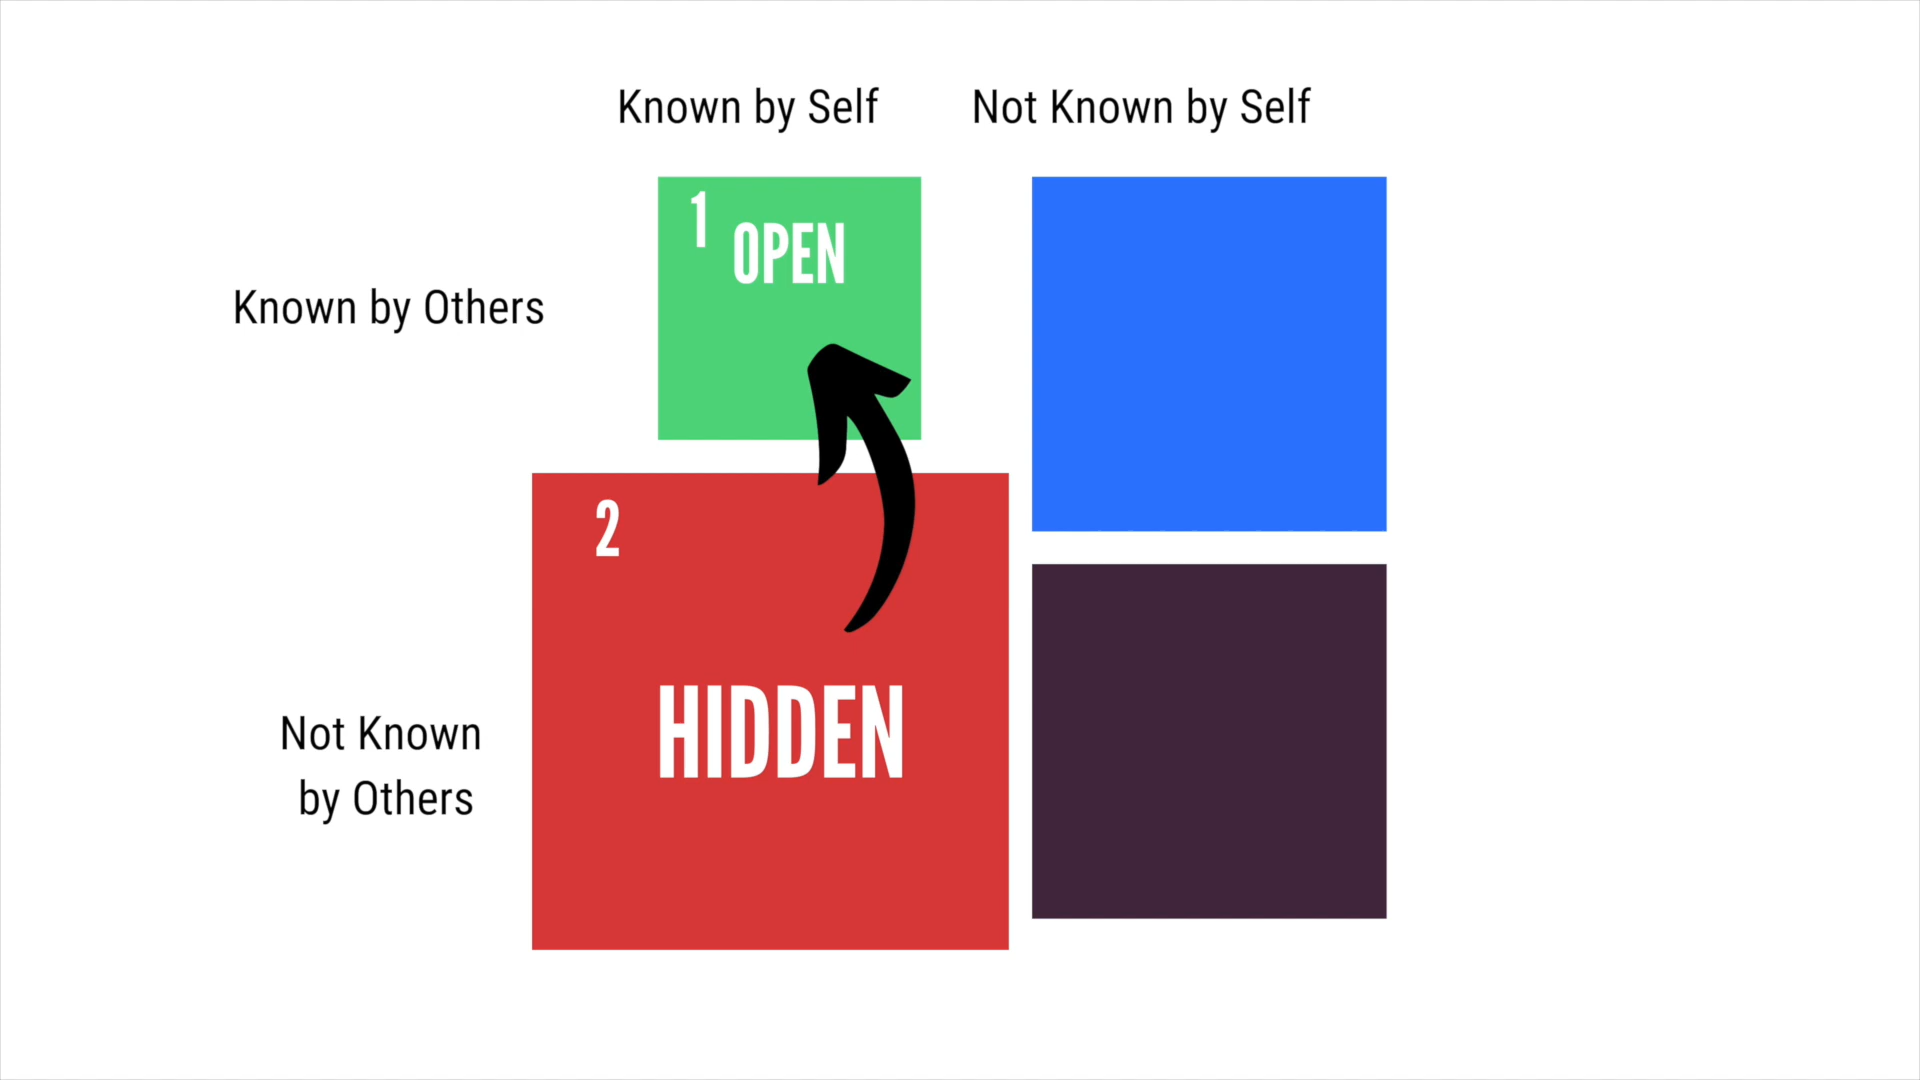 Known by Self
Not Known by Self
1
OPEN
Known by Others
2
HIDDEN
Not Known
by Others